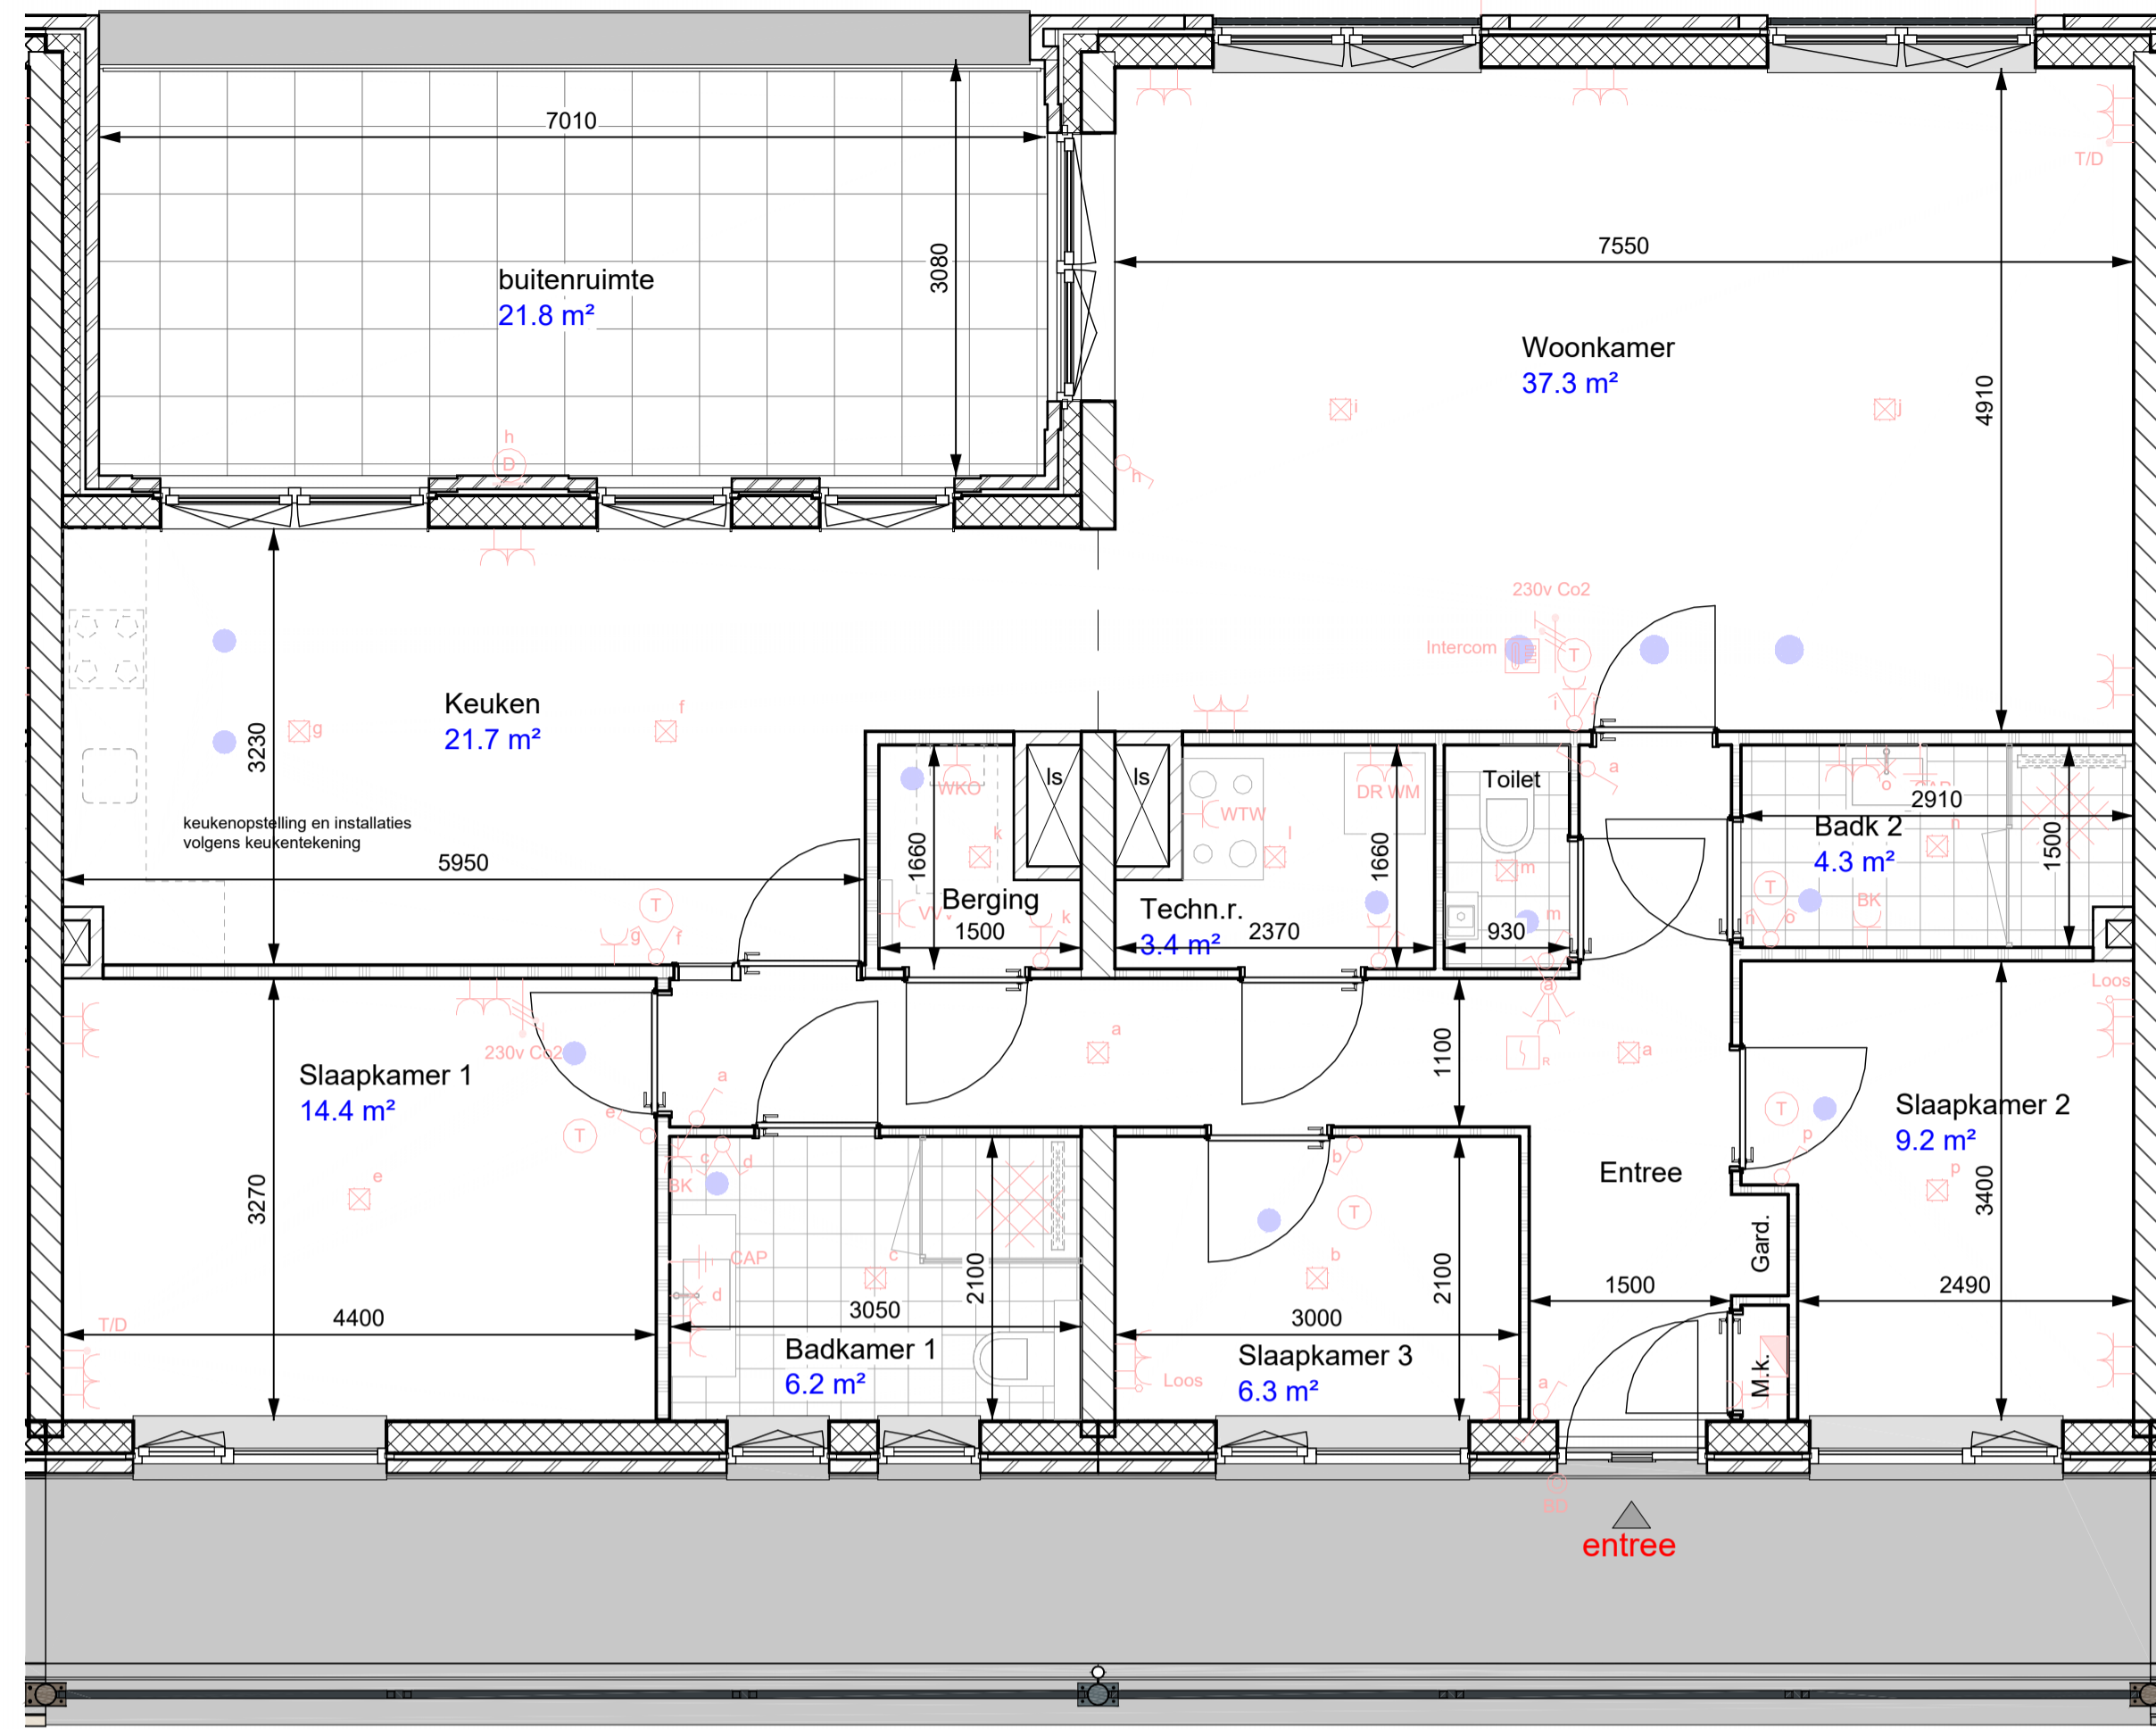 7010
T/D
7550
3080
buitenruimte
21.8 m²
Woonkamer
37.3 m²
4910
i
j
h
D
h
230v Co2
Intercom
T
i
Keuken
21.7 m²
3230
g
f
keukenopstelling en installaties
volgens keukentekening
5950
T
g
f
WKO
k
1660
Berging
1500
k
ls
ls
WTW
l
DR WM
1660
Techn.r.
3.4 m²
2370
Toilet
m
m
930
a
2910
Badk 2
4.3 m²
n
o
1500
T
BK
n
o
Loos
230v Co2
Slaapkamer 1
14.4 m²
a
e
T
e
3270
T/D
4400
a
a
R
a
1100
T
p
p
Slaapkamer 2
9.2 m²
3400
Entree
Gard.
1500
2490
M.k.
c
d
BK
CAP
c
d
2100
3050
Badkamer 1
6.2 m²
b
T
b
2100
3000
Slaapkamer 3
6.3 m²
Loos
a
BD
entree